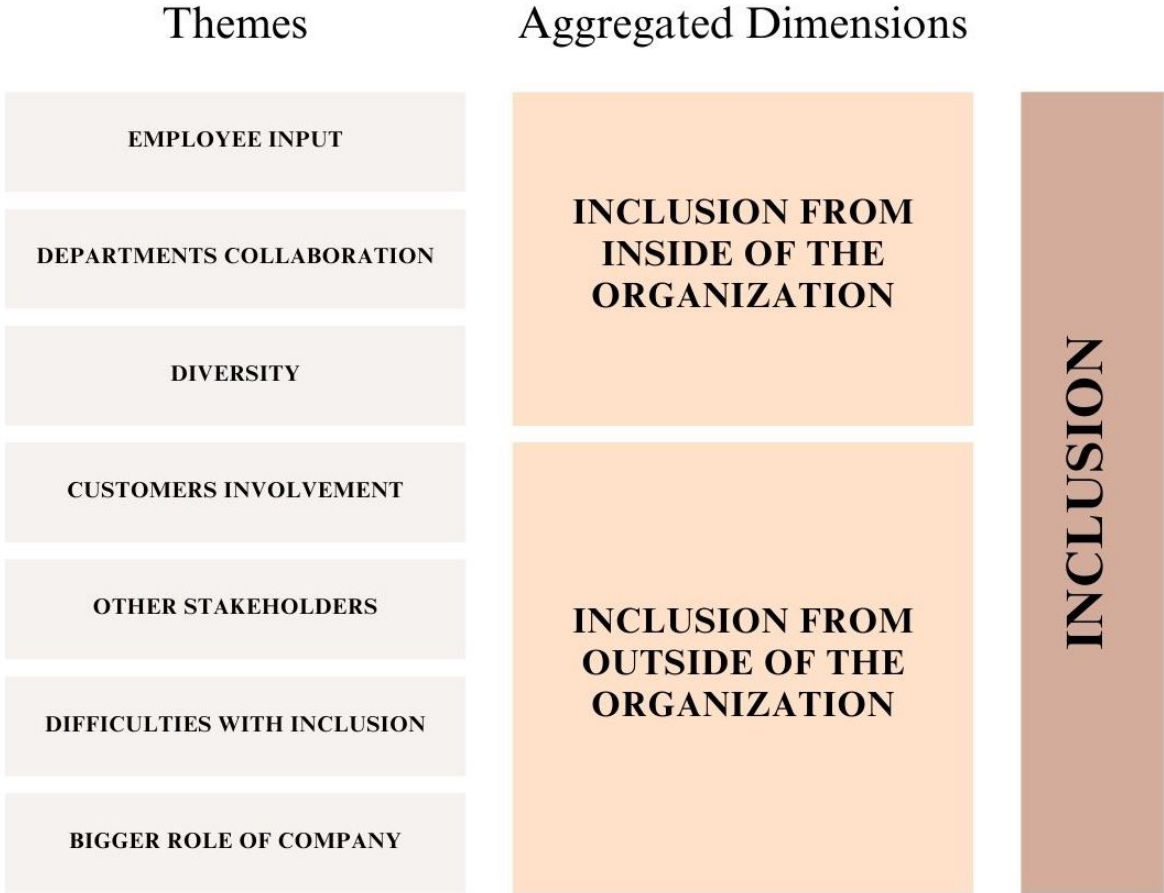 Themes
Aggregated Dimensions
EMPLOYEE INPUT
DEPARTMENTS COLLABORATION
DIVERSITY
CUSTOMERS INVOLVEMENT
OTHER STAKEHOLDERS
DIFFICULTIES WITH INCLUSION
BIGGER ROLE OF COMPANY
INCLUSION FROM
INSIDE OF THE
ORGANIZATION
INCLUSION FROM
OUTSIDE OF THE
ORGANIZATION
INCLUSION